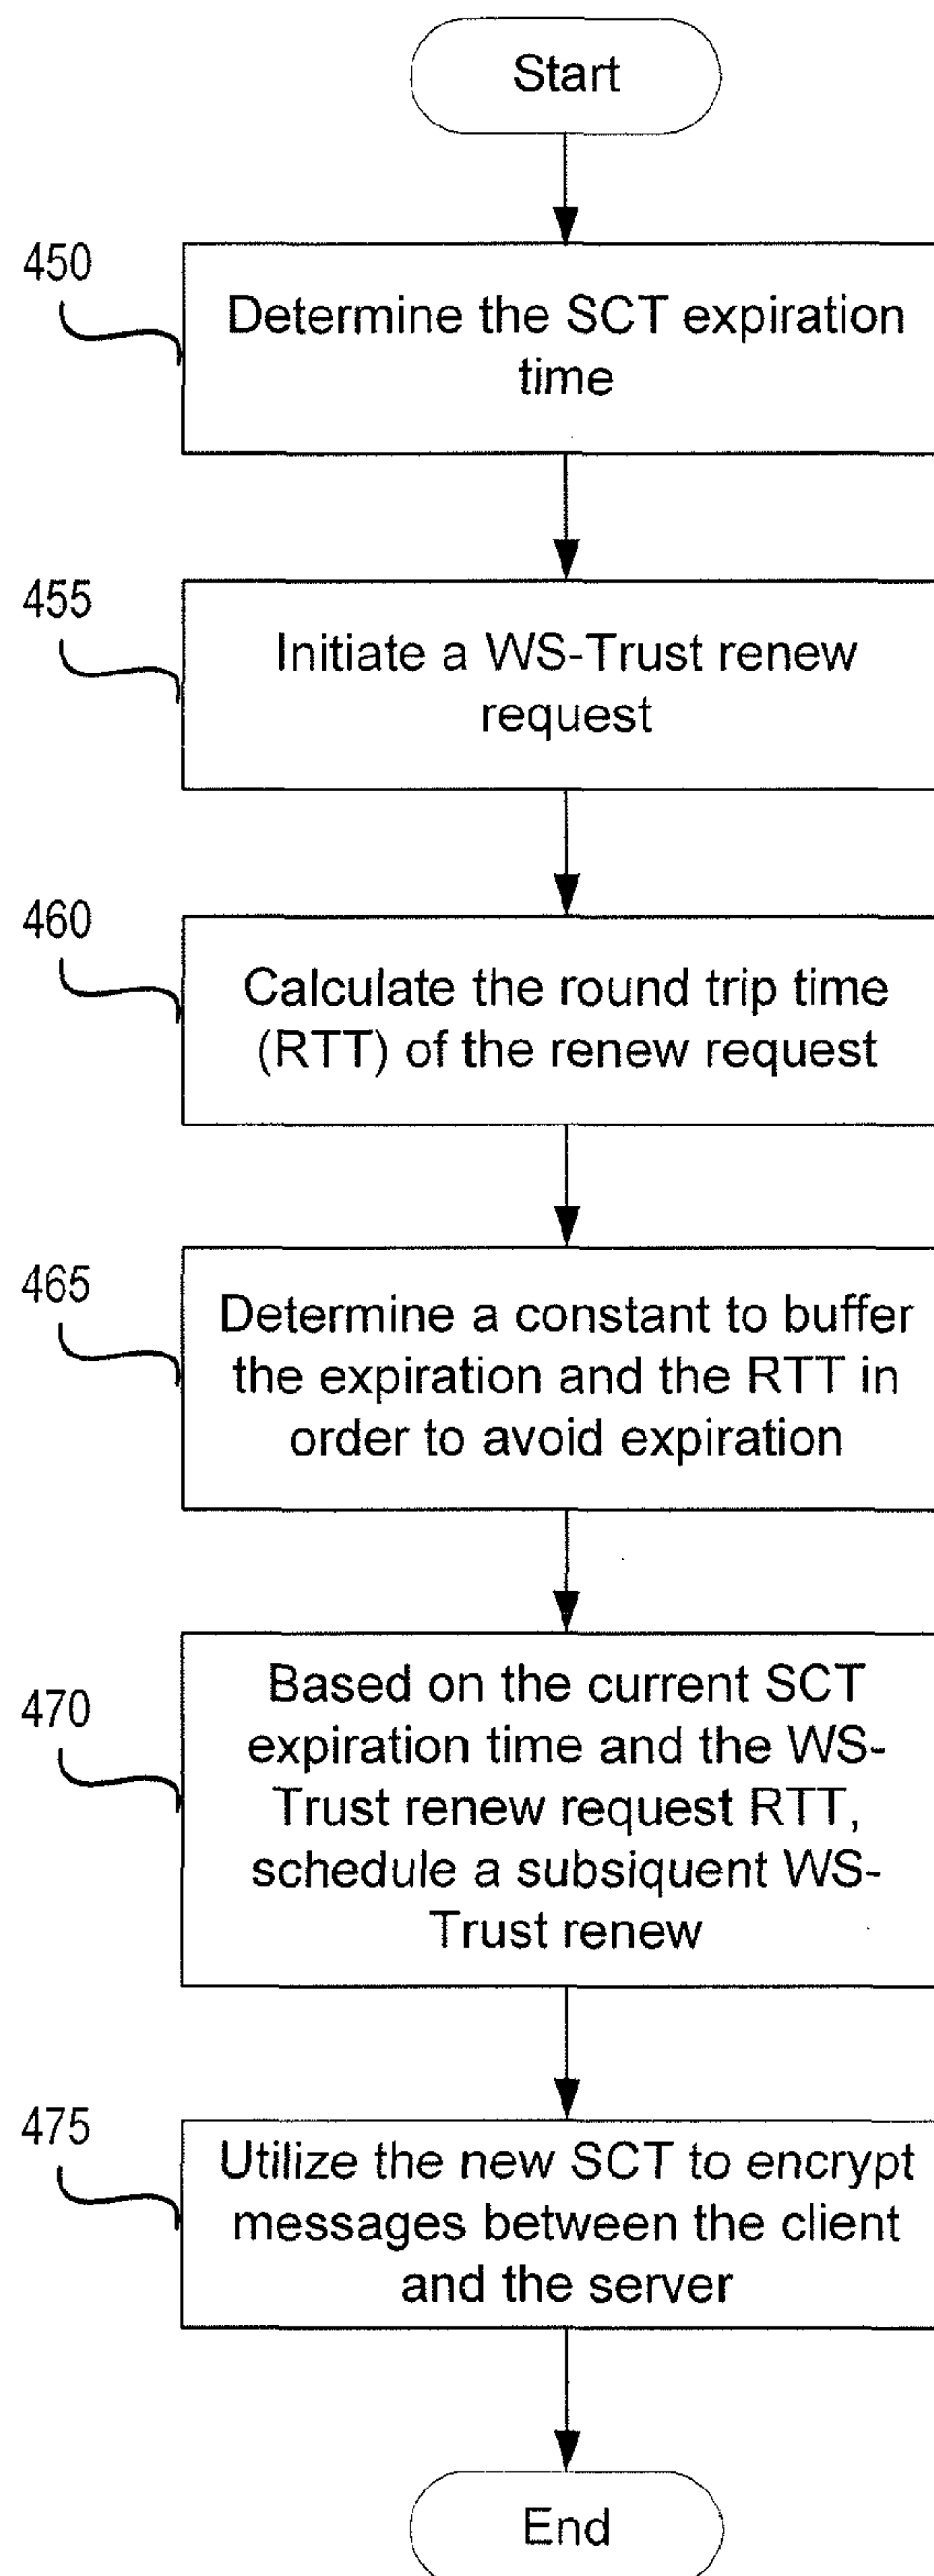 Start
450
Determine the SCT expiration
time
455
Initiate a WS-Trust renew
request
460
Calculate the round trip time
(RTT) of the renew request
465
Determine a constant to buffer
the expiration and the RTT in
order to avoid expiration
470
Based on the current SCT
expiration time and the WS-
Trust renew request RTT,
schedule a subsiquent WS-
Trust renew
475
Utilize the new SCT to encrypt
messages between the client
and the server
End